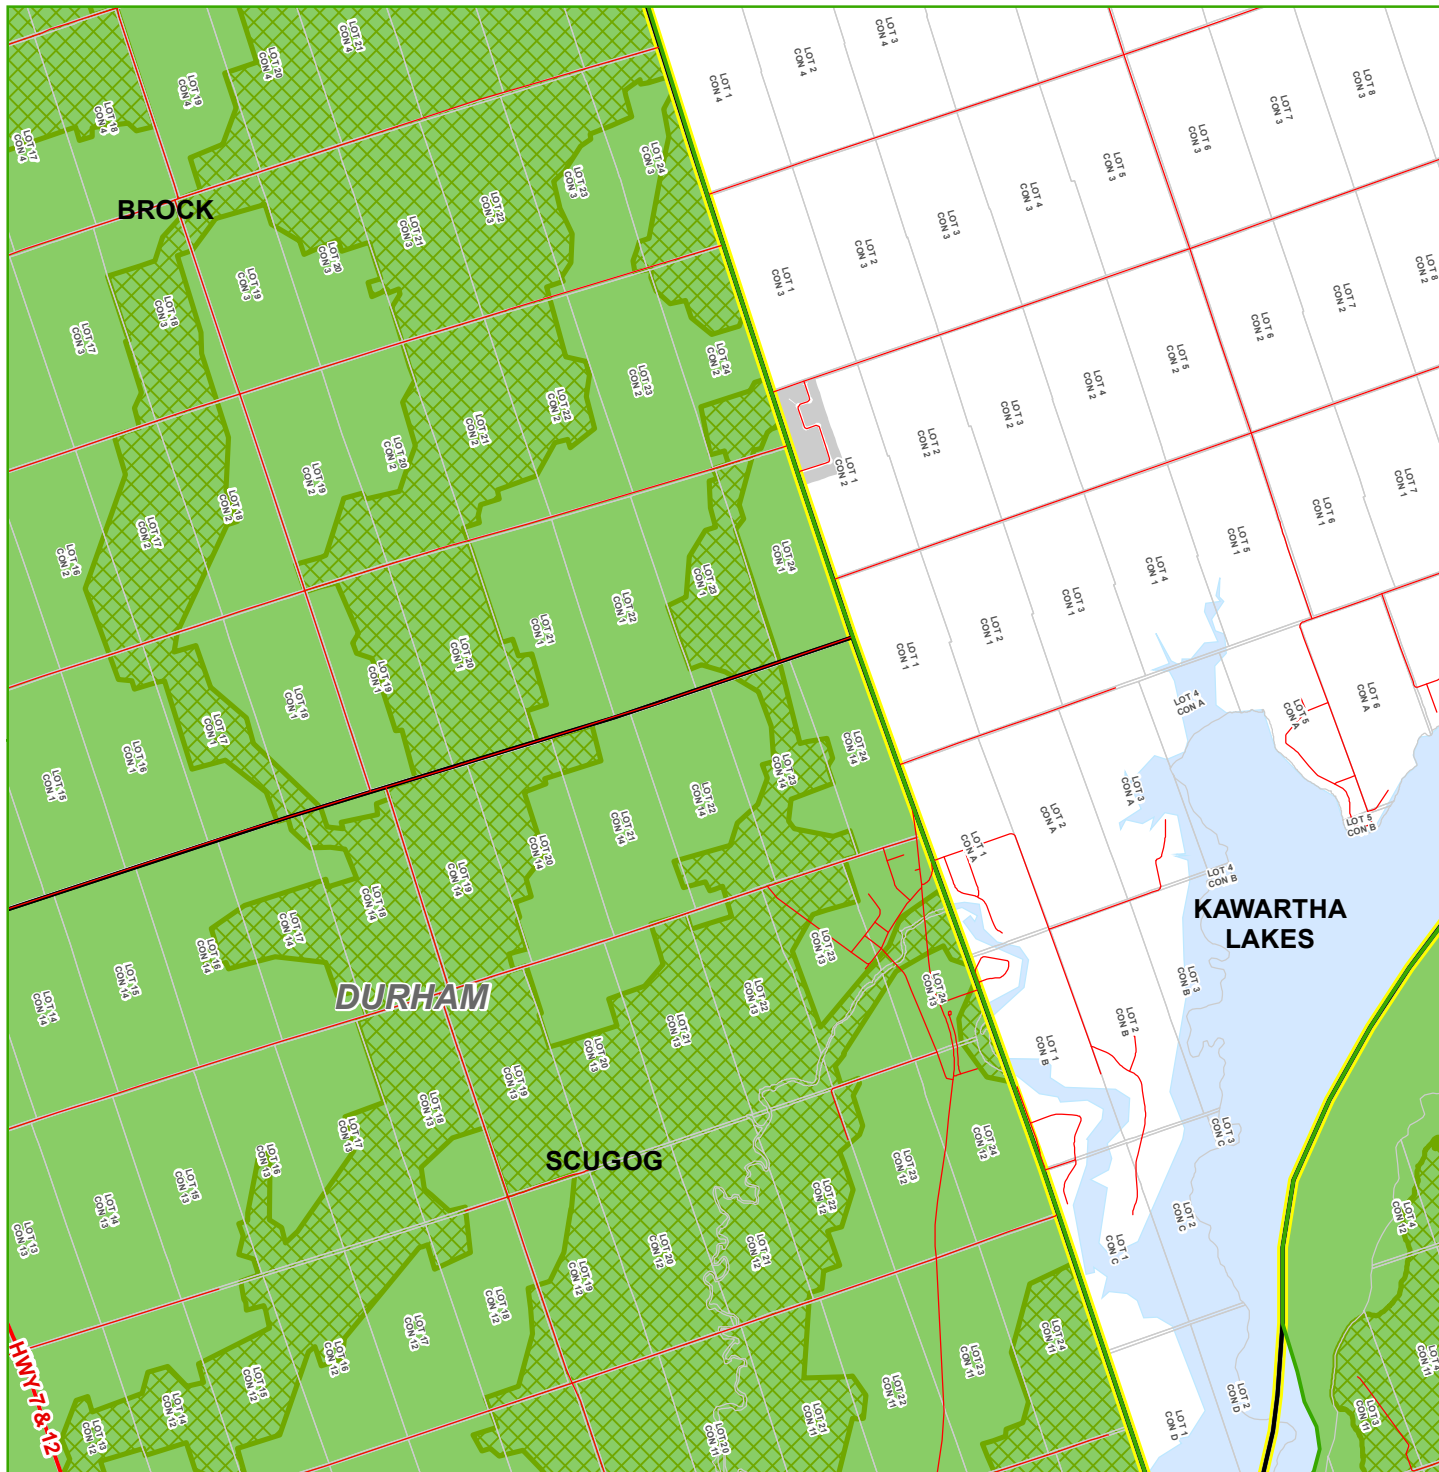 LOT 17
CON 4
LOT 18
CON 4
LOT 19
CON 4
LOT 20
CON 4
LOT 21
CON 4
LOT 1
CON 4
LOT 2
CON 4
LOT 3
CON 4
BROCK
LOT 17
CON 3
LOT 18
CON 3
LOT 19
CON 3
LOT 20
CON 3
LOT 21
CON 3
LOT 22
CON 3
LOT 23
CON 3
LOT 24
CON 3
LOT 1
CON 3
LOT 2
CON 3
LOT 3
CON 3
LOT 4
CON 3
LOT 5
CON 3
LOT 6
CON 3
LOT 7
CON 3
LOT 8
CON 3
LOT 16
CON 2
LOT 17
CON 2
LOT 18
CON 2
LOT 19
CON 2
LOT 20
CON 2
LOT 21
CON 2
LOT 22
CON 2
LOT 23
CON 2
LOT 24
CON 2
LOT 1
CON 2
LOT 2
CON 2
LOT 3
CON 2
LOT 4
CON 2
LOT 5
CON 2
LOT 6
CON 2
LOT 7
CON 2
LOT 8
CON 2
LOT 15
CON 1
LOT 16
CON 1
LOT 17
CON 1
LOT 18
CON 1
LOT 19
CON 1
LOT 20
CON 1
LOT 21
CON 1
LOT 22
CON 1
LOT 23
CON 1
LOT 24
CON 1
LOT 1
CON 1
LOT 2
CON 1
LOT 3
CON 1
LOT 4
CON 1
LOT 5
CON 1
LOT 6
CON 1
LOT 7
CON 1
LOT 1
CON A
LOT 2
CON A
LOT 3
CON A
LOT 4
CON A
LOT 5
CON A
LOT 6
CON A
LOT 14
CON 14
LOT 15
CON 14
LOT 16
CON 14
LOT 17
CON 14
LOT 18
CON 14
LOT 19
CON 14
LOT 20
CON 14
LOT 21
CON 14
LOT 22
CON 14
LOT 23
CON 14
LOT 24
CON 14
LOT 1
CON B
LOT 2
CON B
LOT 3
CON B
LOT 4
CON B
LOT 5
CON B
KAWARTHA
LAKES
DURHAM
LOT 13
CON 13
LOT 14
CON 13
LOT 15
CON 13
LOT 16
CON 13
LOT 17
CON 13
LOT 18
CON 13
LOT 19
CON 13
LOT 20
CON 13
LOT 21
CON 13
LOT 22
CON 13
LOT 23
CON 13
LOT 24
CON 13
SCUGOG
LOT 1
CON C
LOT 2
CON C
LOT 3
CON C
LOT 13
CON 12
LOT 14
CON 12
LOT 15
CON 12
LOT 16
CON 12
LOT 17
CON 12
LOT 18
CON 12
LOT 19
CON 12
LOT 20
CON 12
LOT 21
CON 12
LOT 22
CON 12
LOT 23
CON 12
LOT 24
CON 12
LOT 4
CON 12
HWY 7 & 12
LOT 20
CON 11
LOT 21
CON 11
LOT 22
CON 11
LOT 23
CON 11
LOT 24
CON 11
LOT 1
CON D
LOT 2
CON D
LOT 3
CON 11
LOT 4
CON 11